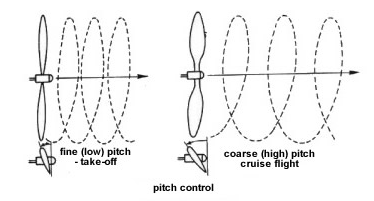 fine (low) pitch
- take-off
coarse (high) pitch
cruise flight
pitch control